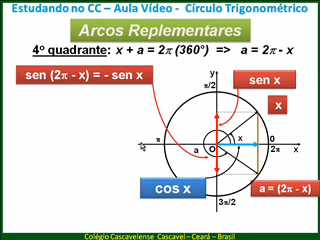 Estudando no CC – Aula Vídeo - Círculo Trigonométrico
Arcos Replementares
4º quadrante: x + a = 2π (360°) => a = 2π - x
sen (2π - x) = - sen x
y
π/2
sen x
x
π
O
x
0
2π
x
a
cos x
3π/2
a = (2π - x)
Colégio Cascavelense Cascavel – Ceará – Brasil